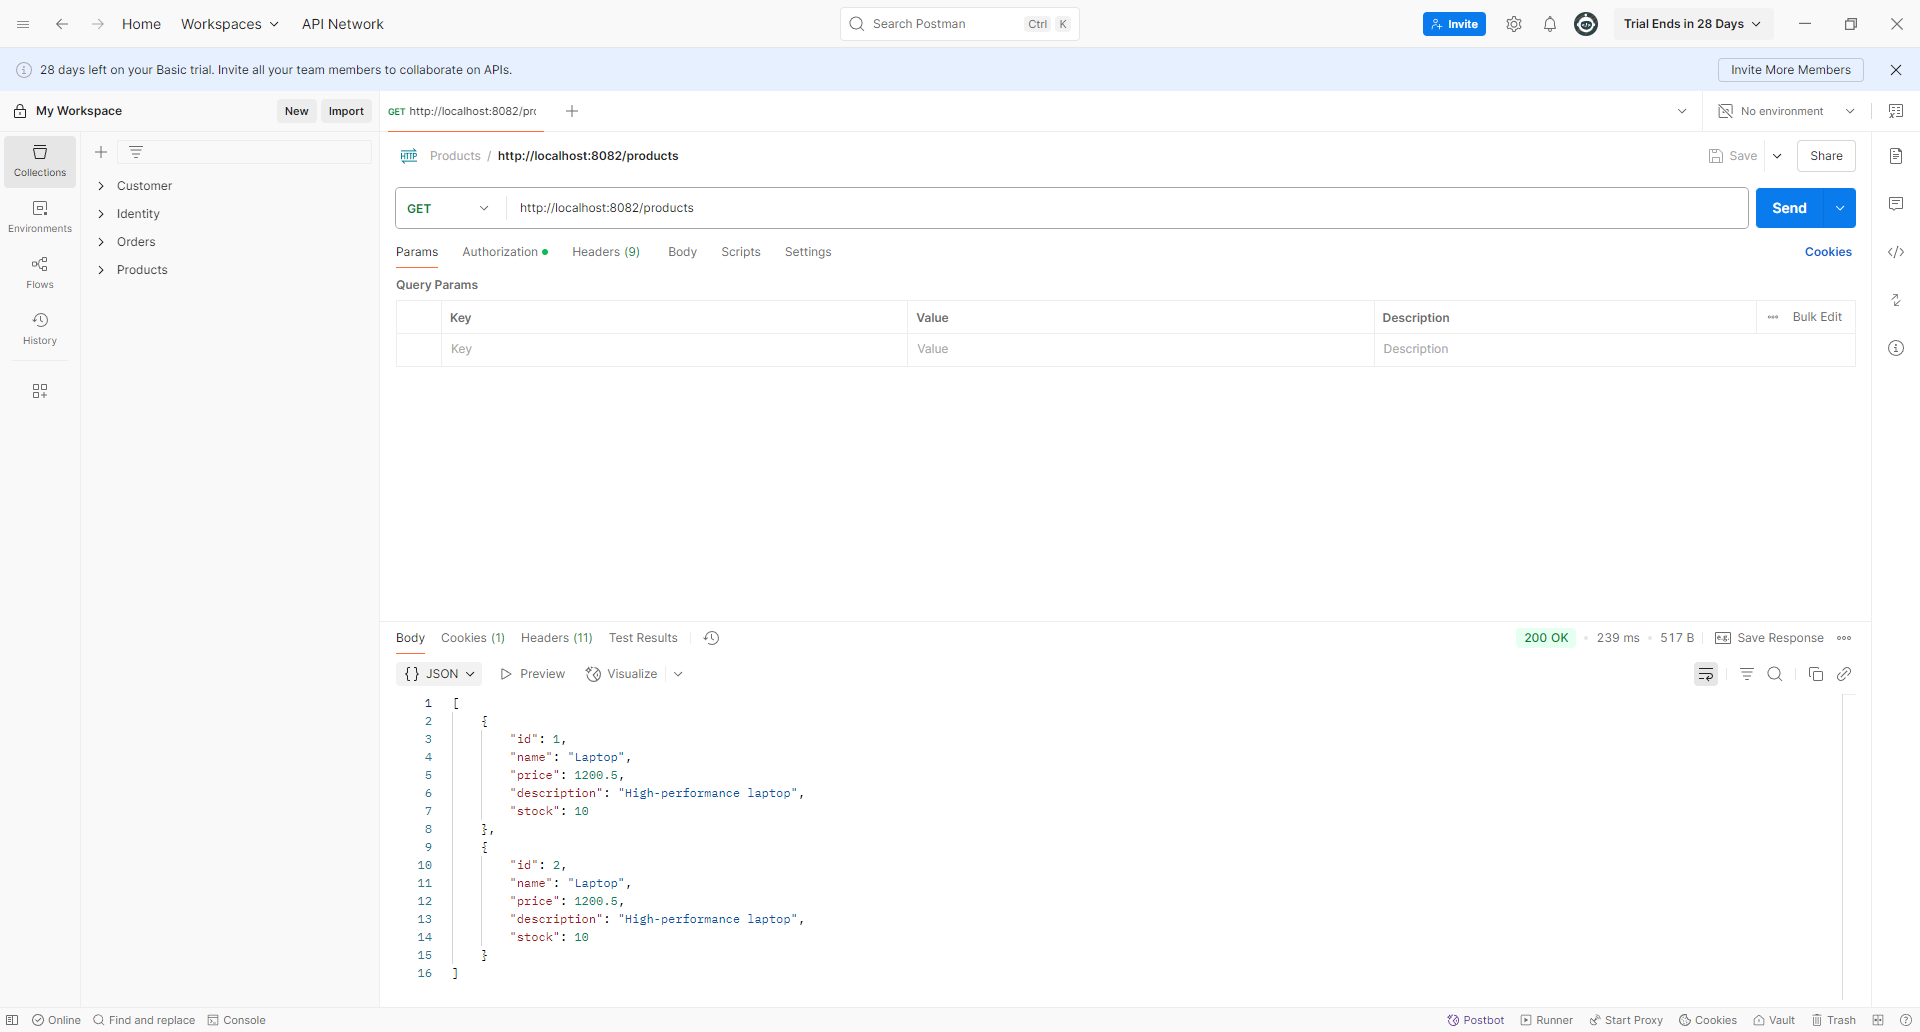 Home
Workspaces
API Network
Search Postman
Ctrl
K
Invite
Trial Ends in 28 Days
28 days left on your Basic trial. Invite all your team members to collaborate on APIs.
Invite More Members
My Workspace
New
Import
GET http://localhost:8082/pro
No environment
Collections
Environments
Flows
History
Customer
Identity
Orders
Products
HTTP
Products / http://localhost:8082/products
Save
Share
GET
http://localhost:8082/products
Send
Params
Authorization
Headers (9)
Body
Scripts
Settings
Cookies
Query Params
Key
Value
Description
Bulk Edit
Key
Value
Description
Body
Cookies (1)
Headers (11)
Test Results
200 OK
239 ms
517 B
e.g.
Save Response
{} JSON
Preview
Visualize
1 [
2 {
3 "id": 1,
4 "name": "Laptop",
5 "price": 1200.5,
6 "description": "High-performance laptop",
7 "stock": 10
8 },
9 {
10 "id": 2,
11 "name": "Laptop",
12 "price": 1200.5,
13 "description": "High-performance laptop",
14 "stock": 10
15 }
16 ]
Online
Find and replace
Console
Postbot
Runner
Start Proxy
Cookies
Vault
Trash